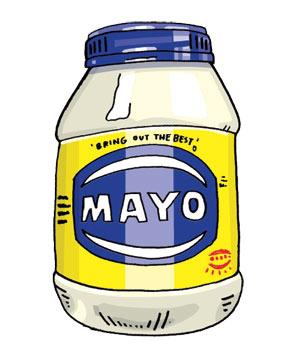 'BRING OUT THE BEST'
MAYO